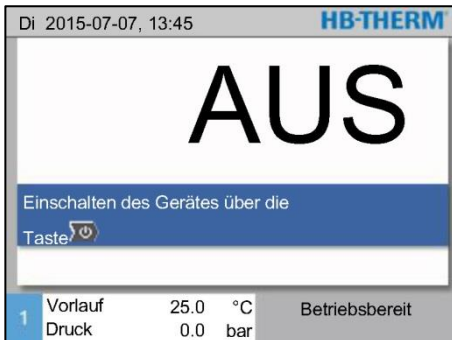 Di 2015-07-07, 13:45 HB-THERM
AUS
Einschalten des Gerätes über die
Taste
1 Vorlauf 25.0 °C Betriebsbereit
Druck 0.0 bar